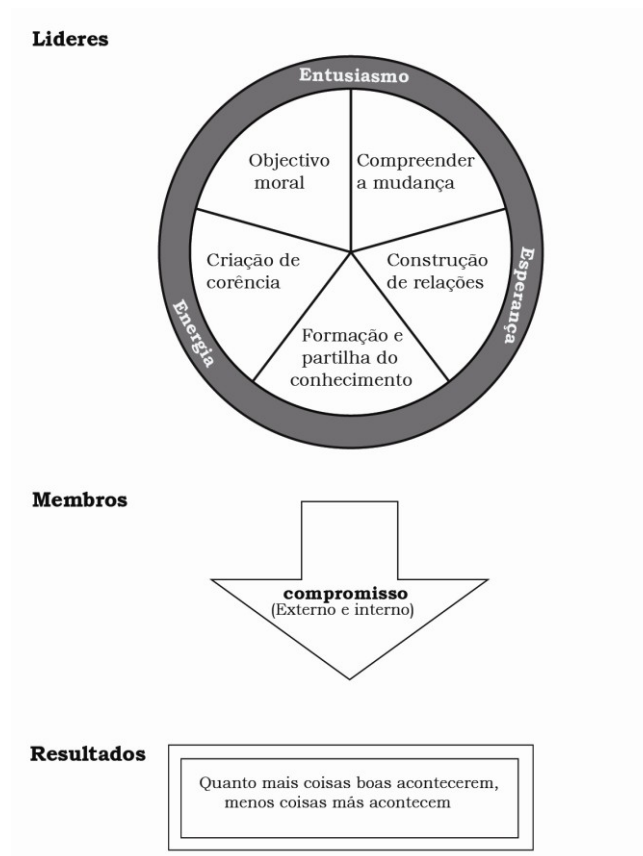 Lideres
Entusiasmo
Objectivo
moral
Compreender
a mudança
Criação de
corência
Construção
de relações
Formação e
partilha do
conhecimento
Energia
Esperança
Membros
compromisso
(Externo e interno)
Resultados
Quanto mais coisas boas acontecerem,
menos coisas más acontecem